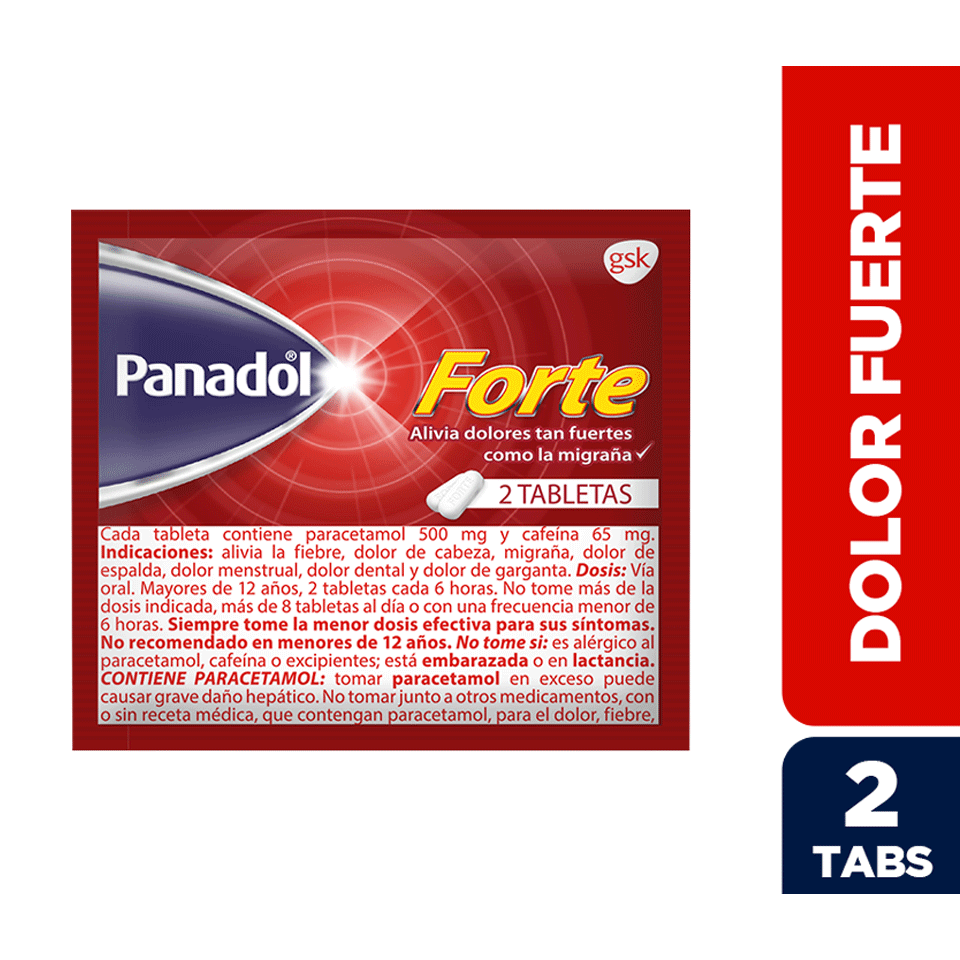 gsk
Panadol®
Forte
Alivia dolores tan fuertes
como la migraña ✓
FORTE
2 TABLETAS
Cada tableta contiene paracetamol 500 mg y cafeína 65 mg.
Indicaciones: alivia la fiebre, dolor de cabeza, migraña, dolor de
espalda, dolor menstrual, dolor dental y dolor de garganta. Dosis: Vía
oral. Mayores de 12 años, 2 tabletas cada 6 horas. No tome más de la
dosis indicada, más de 8 tabletas al día o con una frecuencia menor de
6 horas. Siempre tome la menor dosis efectiva para sus síntomas.
No recomendado en menores de 12 años. No tome si: es alérgico al
paracetamol, cafeína o excipientes; está embarazada o en lactancia.
CONTIENE PARACETAMOL: tomar paracetamol en exceso puede
causar grave daño hepático. No tomar junto a otros medicamentos, con
o sin receta médica, que contengan paracetamol, para el dolor, fiebre,
DOLOR FUERTE
2
TABS